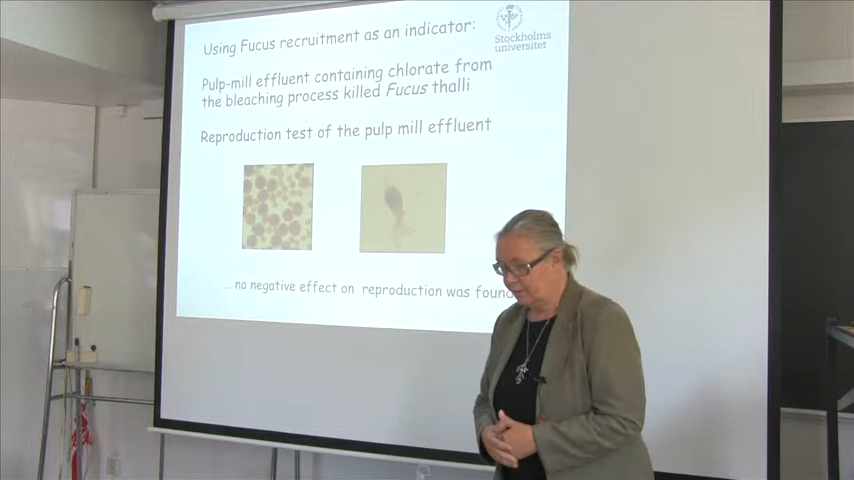 Using Fucus recruitment as an indicator:
Stockholms
universitet
Pulp-mill effluent containing chlorate from
the bleaching process killed Fucus thalli
Reproduction test of the pulp mill effluent
... no negative effect on reproduction was foun